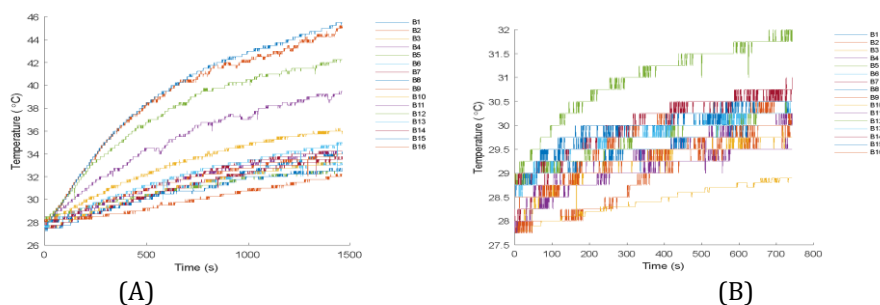 46
44
42
40
38
36
34
32
30
28
26
Temperature (°C)
0
500
1000
1500
Time (s)
B1
B2
B3
B4
B5
B6
B7
B8
B9
B10
B11
B12
B13
B14
B15
B16
(A)
32
31.5
31
30.5
30
29.5
29
28.5
28
27.5
Temperature (°C)
0
100
200
300
400
500
600
700
800
Time (s)
B1
B2
B3
B4
B5
B6
B7
B8
B9
(B)